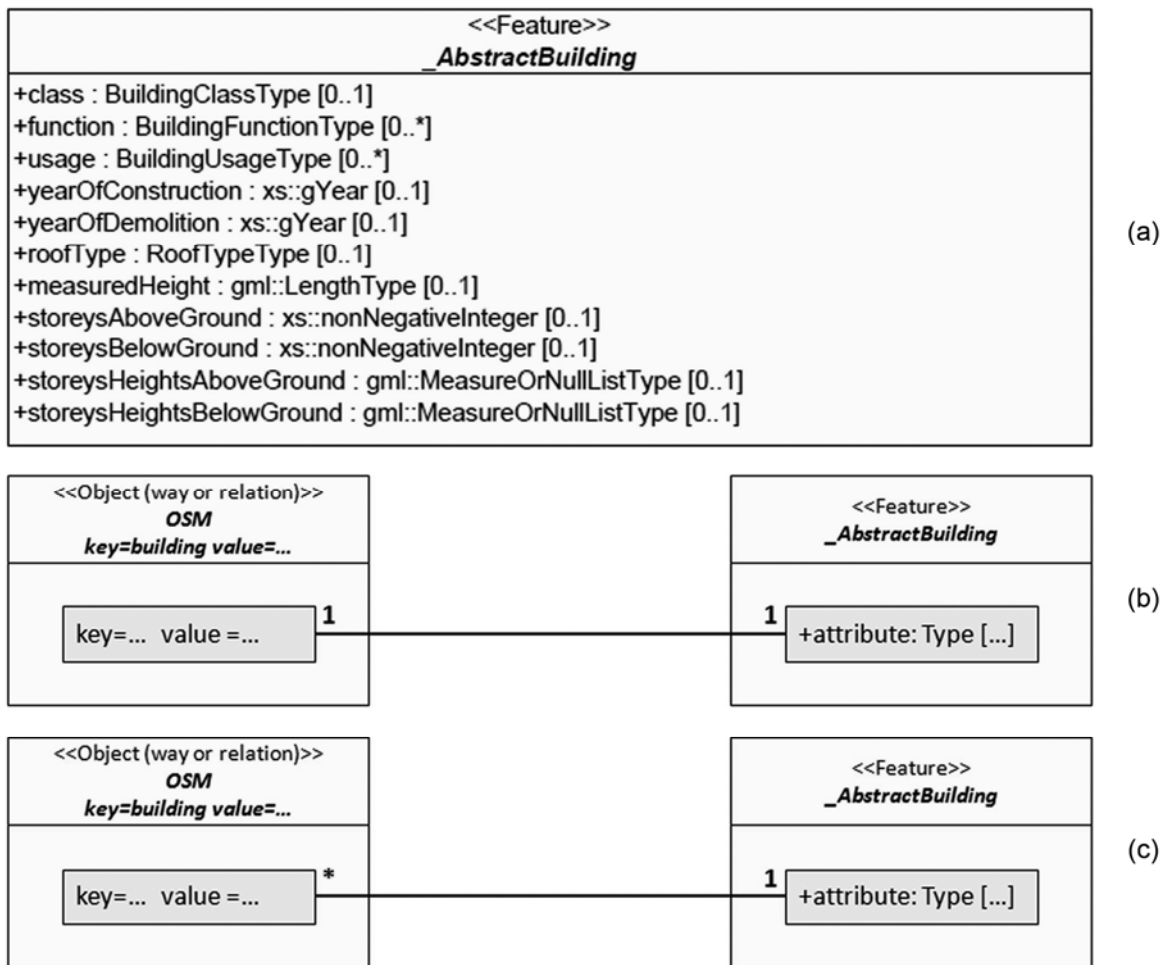 <<Feature>>
_AbstractBuilding
+class : BuildingClassType [0..1]
+function : BuildingFunctionType [0..*]
+usage : BuildingUsageType [0..*]
+yearOfConstruction : xs::gYear [0..1]
+yearOfDemolition : xs::gYear [0..1]
+roofType : RoofTypeType [0..1]
+measuredHeight : gml::LengthType [0..1]
+storeysAboveGround : xs::nonNegativeInteger [0..1]
+storeysBelowGround : xs::nonNegativeInteger [0..1]
+storeysHeightsAboveGround : gml::MeasureOrNullListType [0..1]
+storeysHeightsBelowGround : gml::MeasureOrNullListType [0..1]
(a)
<<Object (way or relation)>>
OSM
key=building value=...
key=... value =...
1
<<Feature>>
_AbstractBuilding
1
+attribute: Type [...]
(b)
<<Object (way or relation)>>
OSM
key=building value=...
key=... value =...
*
<<Feature>>
_AbstractBuilding
1
+attribute: Type [...]
(c)